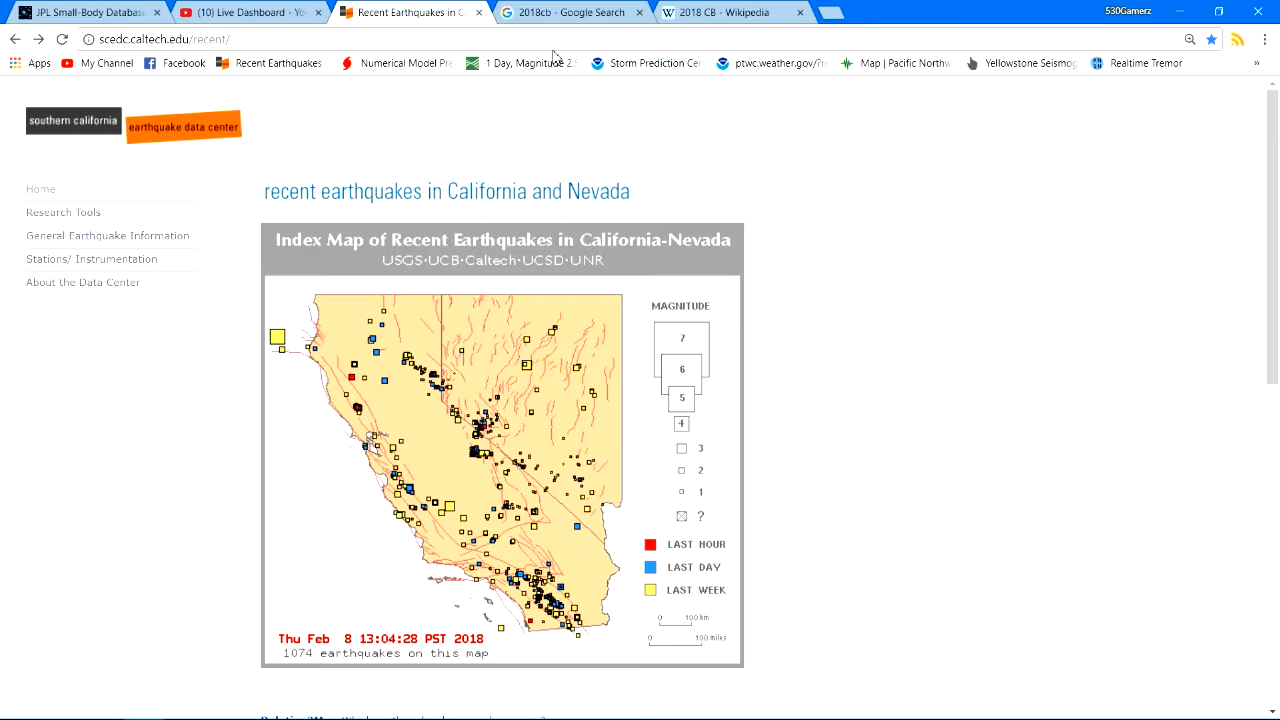 JPL Small-Body Databas
(10) Live Dashboard - You
Recent Earthquakes in C
2018cb - Google Search
2018 CB - Wikipedia
530Gamerz
scedc.caltech.edu/recent/
Apps
My Channel
Facebook
Recent Earthquakes
Numerical Model Pre
1 Day, Magnitude 2.
Storm Prediction Ce
ptwc.weather.gov/?r
Map | Pacific Northw
Yellowstone Seismog
Realtime Tremor
»
southern california
earthquake data center
Home
Research Tools
General Earthquake Information
Stations/ Instrumentation
About the Data Center
recent earthquakes in California and Nevada
Index Map of Recent Earthquakes in California-Nevada
USGS·UCB·Caltech·UCSD·UNR
MAGNITUDE
7
6
5
4
3
2
1
?
LAST HOUR
LAST DAY
LAST WEEK
0 100 km
0 100 miles
Thu Feb 8 13:04:28 PST 2018
1074 earthquakes on this map